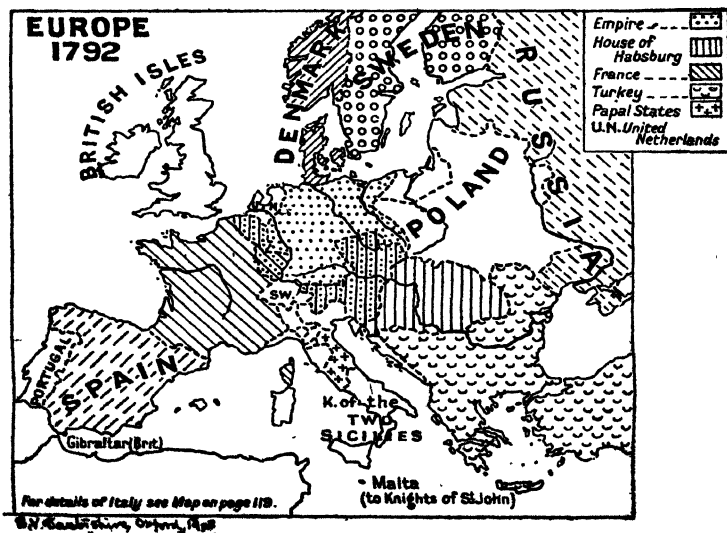 EUROPE
1792
Empire
House of
Habsburg
France
Turkey
Papal States
U.N. United
Netherlands
BRITISH ISLES
DENMARK
SWEDEN
RUSSIA
POLAND
SW.
PORTUGAL
SPAIN
K. of the
TWO
SICILIES
Gibraltar (Brit)
Malta
(to Knights of St John)
For details of Italy see Map on page 119.